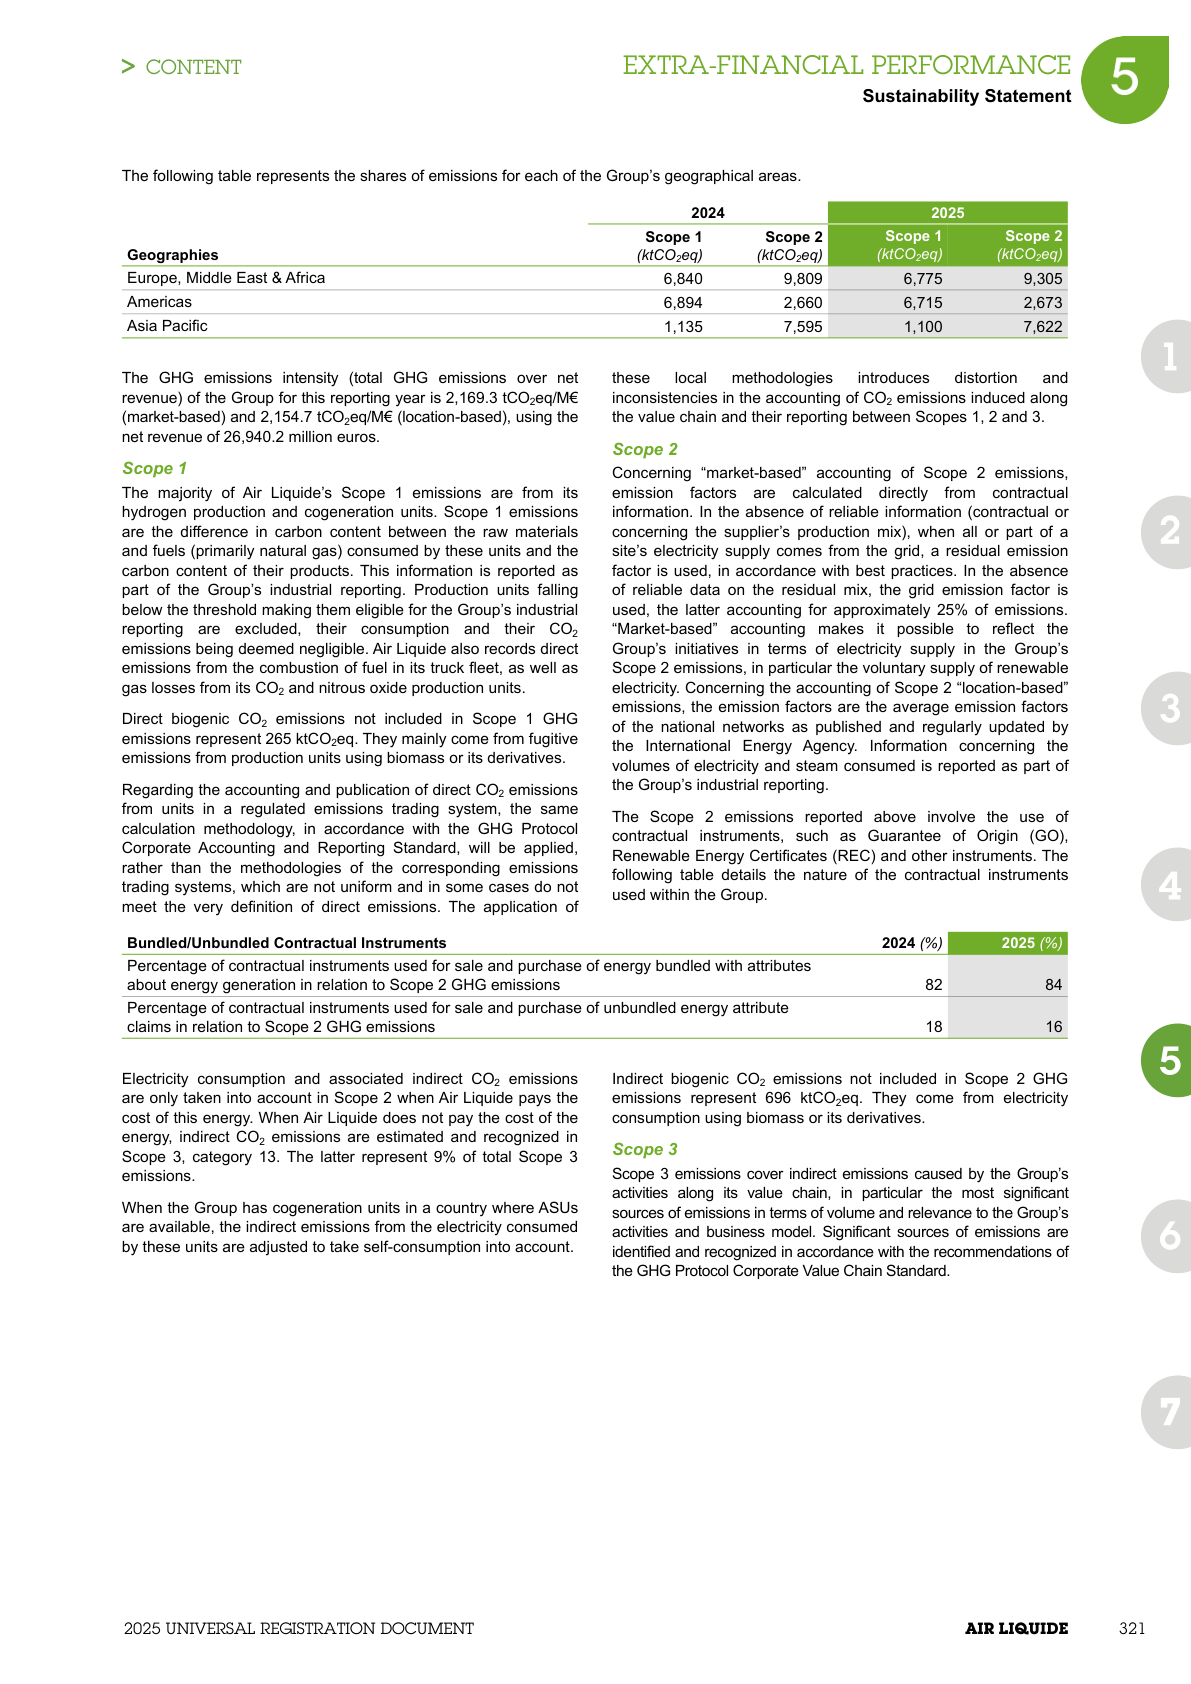 > CONTENT
EXTRA-FINANCIAL PERFORMANCE
Sustainability Statement
5
The following table represents the shares of emissions for each of the Group’s geographical areas.
2024 2025
Geographies Scope 1 (ktCO₂eq) Scope 2 (ktCO₂eq) Scope 1 (ktCO₂eq) Scope 2 (ktCO₂eq)
Europe, Middle East & Africa 6,840 9,809 6,775 9,305
Americas 6,894 2,660 6,715 2,673
Asia Pacific 1,135 7,595 1,100 7,622
The GHG emissions intensity (total GHG emissions over net
revenue) of the Group for this reporting year is 2,169.3 tCO₂eq/M€
(market-based) and 2,154.7 tCO₂eq/M€ (location-based), using the
net revenue of 26,940.2 million euros.
Scope 1
The majority of Air Liquide’s Scope 1 emissions are from its
hydrogen production and cogeneration units. Scope 1 emissions
are the difference in carbon content between the raw materials
and fuels (primarily natural gas) consumed by these units and the
carbon content of their products. This information is reported as
part of the Group’s industrial reporting. Production units falling
below the threshold making them eligible for the Group’s industrial
reporting are excluded, their consumption and their CO₂
emissions being deemed negligible. Air Liquide also records direct
emissions from the combustion of fuel in its truck fleet, as well as
gas losses from its CO₂ and nitrous oxide production units.
Direct biogenic CO₂ emissions not included in Scope 1 GHG
emissions represent 265 ktCO₂eq. They mainly come from fugitive
emissions from production units using biomass or its derivatives.
Regarding the accounting and publication of direct CO₂ emissions
from units in a regulated emissions trading system, the same
calculation methodology, in accordance with the GHG Protocol
Corporate Accounting and Reporting Standard, will be applied,
rather than the methodologies of the corresponding emissions
trading systems, which are not uniform and in some cases do not
meet the very definition of direct emissions. The application of
these local methodologies introduces distortion and
inconsistencies in the accounting of CO₂ emissions induced along
the value chain and their reporting between Scopes 1, 2 and 3.
Scope 2
Concerning “market-based” accounting of Scope 2 emissions,
emission factors are calculated directly from contractual
information. In the absence of reliable information (contractual or
concerning the supplier’s production mix), when all or part of a
site’s electricity supply comes from the grid, a residual emission
factor is used, in accordance with best practices. In the absence
of reliable data on the residual mix, the grid emission factor is
used, the latter accounting for approximately 25% of emissions.
“Market-based” accounting makes it possible to reflect the
Group’s initiatives in terms of electricity supply in the Group’s
Scope 2 emissions, in particular the voluntary supply of renewable
electricity. Concerning the accounting of Scope 2 “location-based”
emissions, the emission factors are the average emission factors
of the national networks as published and regularly updated by
the International Energy Agency. Information concerning the
volumes of electricity and steam consumed is reported as part of
the Group’s industrial reporting.
The Scope 2 emissions reported above involve the use of
contractual instruments, such as Guarantee of Origin (GO),
Renewable Energy Certificates (REC) and other instruments. The
following table details the nature of the contractual instruments
used within the Group.
Bundled/Unbundled Contractual Instruments 2024 (%) 2025 (%)
Percentage of contractual instruments used for sale and purchase of energy bundled with attributes
about energy generation in relation to Scope 2 GHG emissions 82 84
Percentage of contractual instruments used for sale and purchase of unbundled energy attribute
claims in relation to Scope 2 GHG emissions 18 16
Electricity consumption and associated indirect CO₂ emissions
are only taken into account in Scope 2 when Air Liquide pays the
cost of this energy. When Air Liquide does not pay the cost of the
energy, indirect CO₂ emissions are estimated and recognized in
Scope 3, category 13. The latter represent 9% of total Scope 3
emissions.
When the Group has cogeneration units in a country where ASUs
are available, the indirect emissions from the electricity consumed
by these units are adjusted to take self-consumption into account.
Indirect biogenic CO₂ emissions not included in Scope 2 GHG
emissions represent 696 ktCO₂eq. They come from electricity
consumption using biomass or its derivatives.
Scope 3
Scope 3 emissions cover indirect emissions caused by the Group’s
activities along its value chain, in particular the most significant
sources of emissions in terms of volume and relevance to the Group’s
activities and business model. Significant sources of emissions are
identified and recognized in accordance with the recommendations of
the GHG Protocol Corporate Value Chain Standard.
1
2
3
4
5
6
7
2025 UNIVERSAL REGISTRATION DOCUMENT
AIR LIQUIDE 321